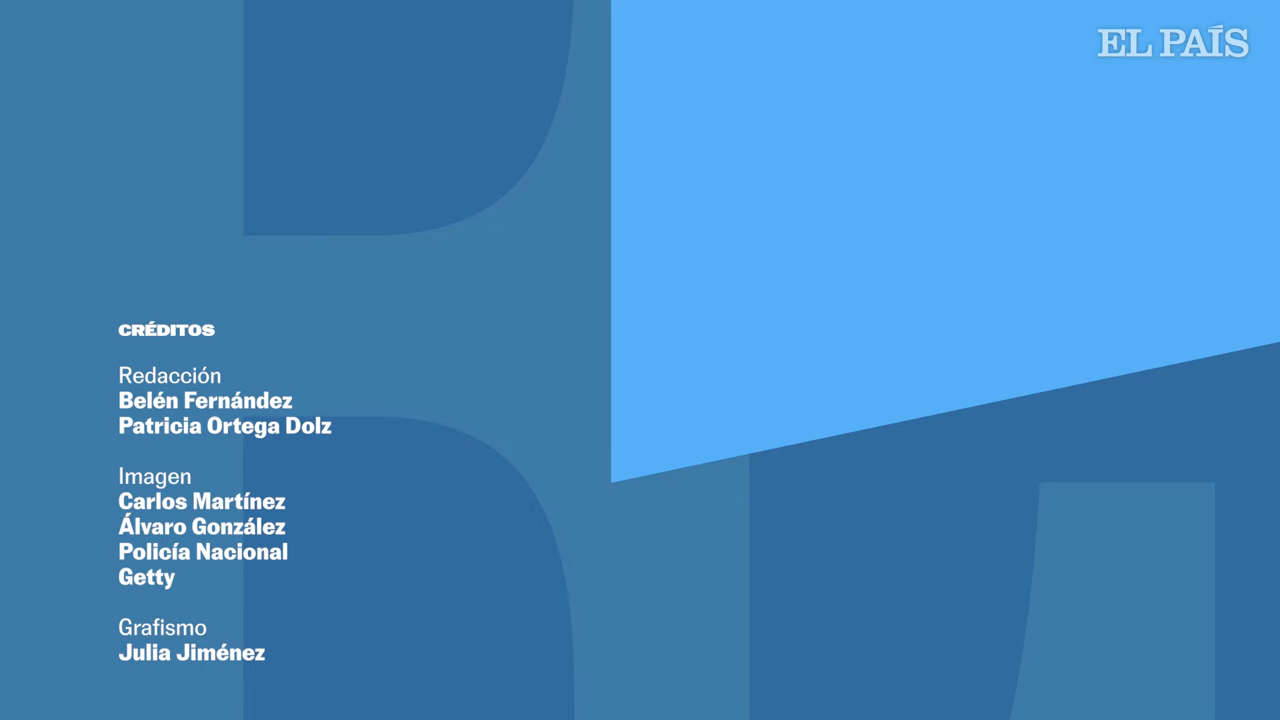 EL PAÍS
CRÉDITOS
Redacción
Belén Fernández
Patricia Ortega Dolz
Imagen
Carlos Martínez
Álvaro González
Policía Nacional
Getty
Grafismo
Julia Jiménez